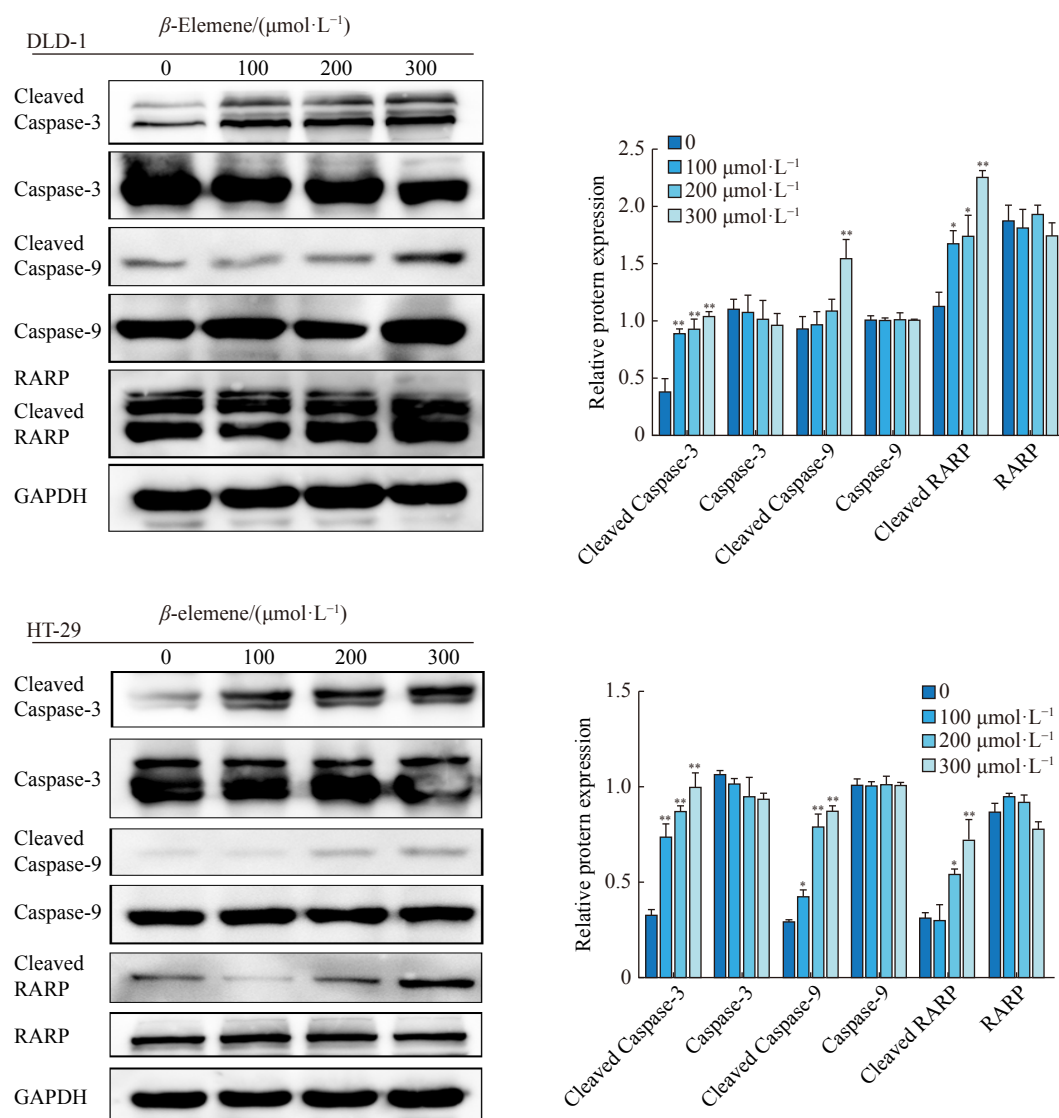 β-Elemene/(μmol·L⁻¹)
DLD-1
0 100 200 300
Cleaved
Caspase-3
Caspase-3
Cleaved
Caspase-9
Caspase-9
RARP
Cleaved
RARP
GAPDH
0
100 μmol·L⁻¹
200 μmol·L⁻¹
300 μmol·L⁻¹
2.5
2.0
1.5
1.0
0.5
0
Relative protern expression
** ** **
**
* * **
Cleaved Caspase-3
Caspase-3
Cleaved Caspase-9
Caspase-9
Cleaved RARP
RARP
β-elemene/(μmol·L⁻¹)
HT-29
0 100 200 300
Cleaved
Caspase-3
Caspase-3
Cleaved
Caspase-9
Caspase-9
Cleaved
RARP
RARP
GAPDH
0
100 μmol·L⁻¹
200 μmol·L⁻¹
300 μmol·L⁻¹
1.5
1.0
0.5
0
Relative protern expression
** ** **
* ** **
* **
Cleaved Caspase-3
Caspase-3
Cleaved Caspase-9
Caspase-9
Cleaved RARP
RARP